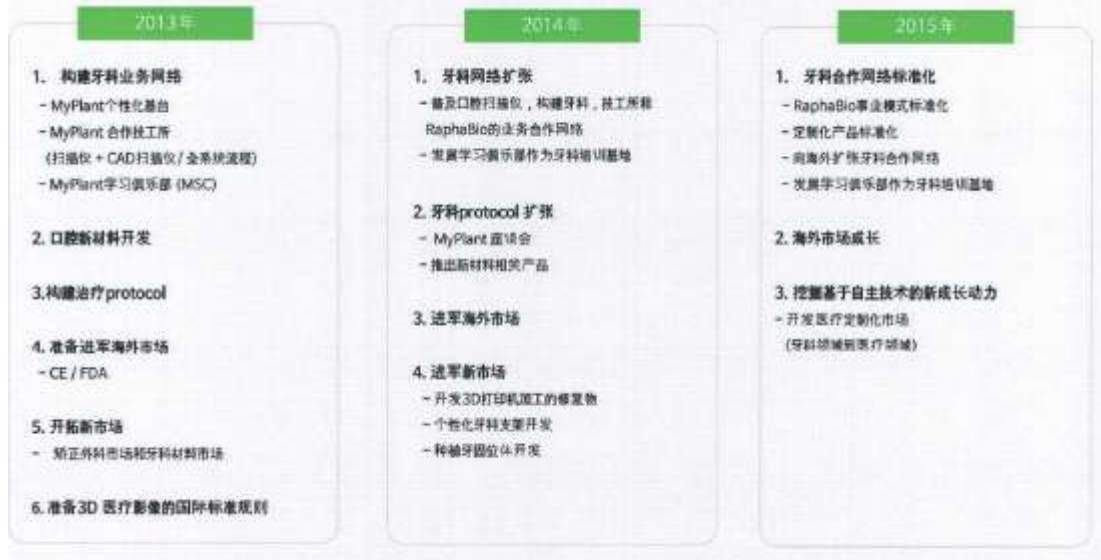 2013年
1. 构建牙科业务网络
- MyPlant个性化基台
- MyPlant 合作技工所
(扫描仪 + CAD扫描仪 / 全系统流程)
- MyPlant学习俱乐部 (MSC)
2. 口腔新材料开发
3.构建治疗protocol
4. 准备进军海外市场
- CE / FDA
5. 开拓新市场
- 矫正外科市场和牙科材料市场
6. 准备3D 医疗影像的国际标准规则
2014年
1. 牙科网络扩张
- 普及口腔扫描仪，构建牙科，技工所和
RaphaBio的业务合作网络
- 发展学习俱乐部作为牙科培训基地
2. 牙科protocol 扩张
- MyPlant 座谈会
- 推出新材料相关产品
3. 进军海外市场
4. 进军新市场
- 开发3D打印机加工的修复物
- 个性化牙科支架开发
- 种植牙固位体开发
2015年
1. 牙科合作网络标准化
- RaphaBio事业模式标准化
- 定制化产品标准化
- 向海外扩张牙科合作网络
- 发展学习俱乐部作为牙科培训基地
2. 海外市场成长
3. 挖掘基于自主技术的新成长动力
- 开发医疗定制化市场
(牙科领域到医疗领域)